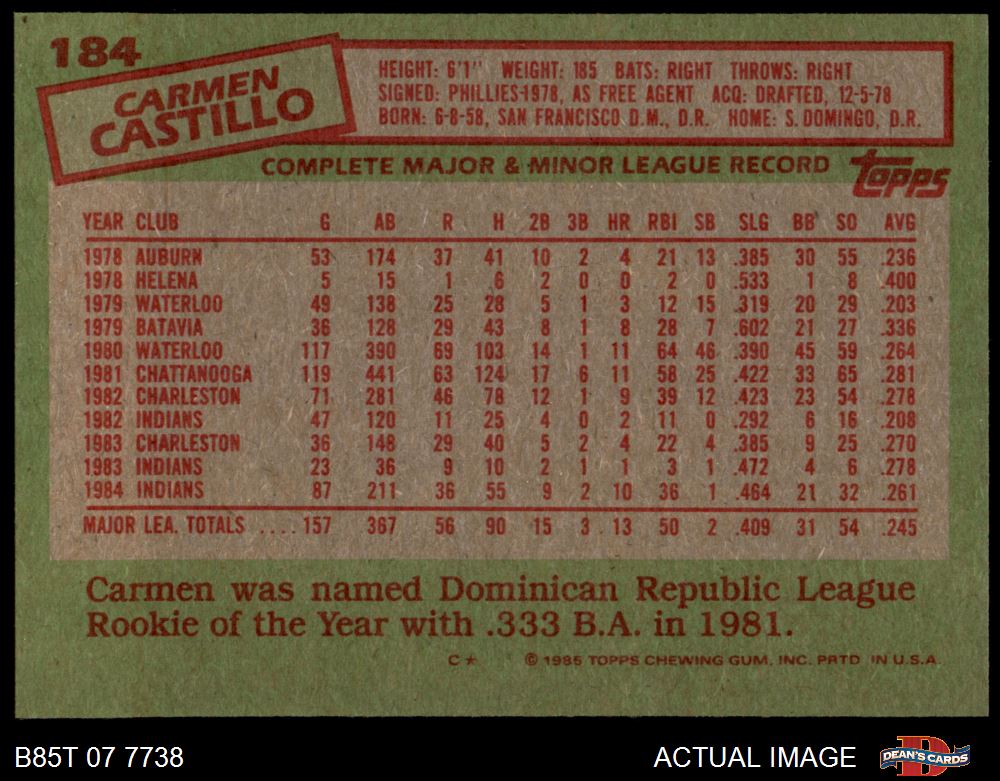 184
CARMEN
CASTILLO
HEIGHT: 6'1" WEIGHT: 185 BATS: RIGHT THROWS: RIGHT
SIGNED: PHILLIES-1978, AS FREE AGENT ACQ: DRAFTED, 12-5-78
BORN: 6-8-58, SAN FRANCISCO D.M., D.R. HOME: S. DOMINGO, D.R.
COMPLETE MAJOR & MINOR LEAGUE RECORD
topps
YEAR CLUB G AB R H 2B 3B HR RBI SB SLG BB SO AVG
1978 AUBURN 53 174 37 41 10 2 4 21 13 .385 30 55 .236
1978 HELENA 5 15 1 6 2 0 0 2 0 .533 1 8 .400
1979 WATERLOO 49 138 25 28 5 1 3 12 15 .319 20 29 .203
1979 BATAVIA 36 128 29 43 8 1 8 28 7 .602 21 27 .336
1980 WATERLOO 117 390 69 103 14 1 11 64 46 .390 45 59 .264
1981 CHATTANOOGA 119 441 63 124 17 6 11 58 25 .422 33 65 .281
1982 CHARLESTON 71 281 46 78 12 1 9 39 12 .423 23 54 .278
1982 INDIANS 47 120 11 25 4 0 2 11 0 .292 6 16 .208
1983 CHARLESTON 36 148 29 40 5 2 4 22 4 .385 9 25 .270
1983 INDIANS 23 36 9 10 2 1 1 3 1 .472 4 6 .278
1984 INDIANS 87 211 36 55 9 2 10 36 1 .464 21 32 .261
MAJOR LEA. TOTALS .... 157 367 56 90 15 3 13 50 2 .409 31 54 .245
Carmen was named Dominican Republic League
Rookie of the Year with .333 B.A. in 1981.
C* © 1985 TOPPS CHEWING GUM, INC. PRTD IN U.S.A.
B85T 07 7738
ACTUAL IMAGE
DEAN'S CARDS